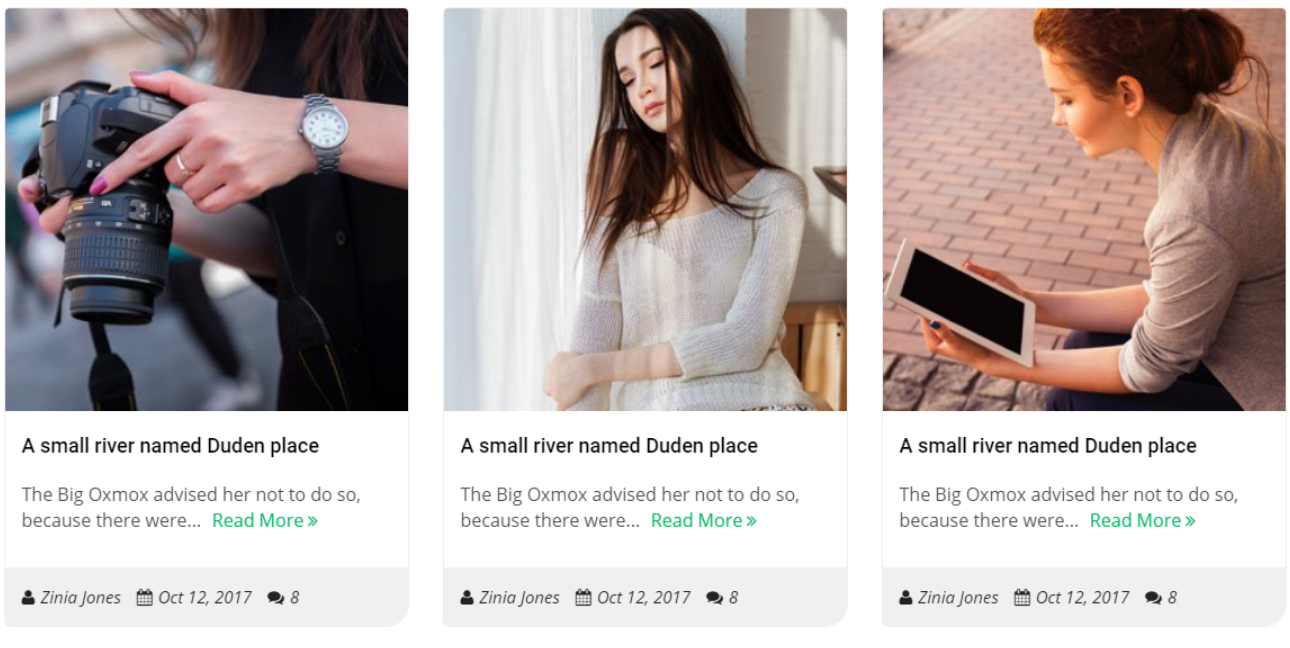 A small river named Duden place
The Big Oxmox advised her not to do so,
because there were... Read More »
Zinia Jones Oct 12, 2017 8
A small river named Duden place
The Big Oxmox advised her not to do so,
because there were... Read More »
Zinia Jones Oct 12, 2017 8
A small river named Duden place
The Big Oxmox advised her not to do so,
because there were... Read More »
Zinia Jones Oct 12, 2017 8